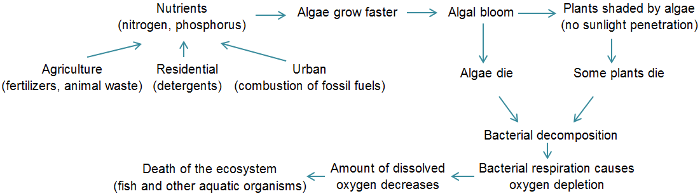 Nutrients
(nitrogen, phosphorus)
Algae grow faster
Algal bloom
Plants shaded by algae
(no sunlight penetration)
Agriculture
(fertilizers, animal waste)
Residential
(detergents)
Urban
(combustion of fossil fuels)
Algae die
Some plants die
Bacterial decomposition
Bacterial respiration causes
oxygen depletion
Amount of dissolved
oxygen decreases
Death of the ecosystem
(fish and other aquatic organisms)